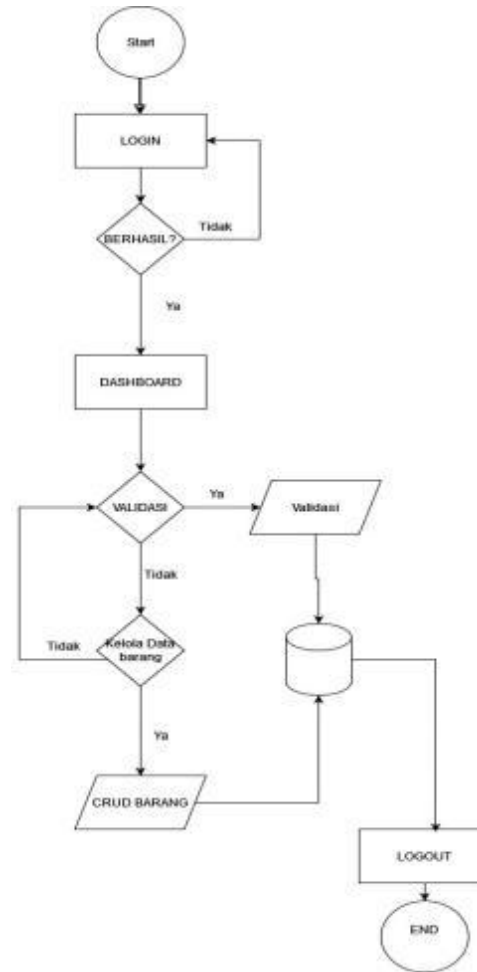 Start
LOGIN
Tidak
BERHASIL?
Ya
DASHBOARD
Ya
VALIDASI
Validasi
Tidak
Kelola Data
barang
Tidak
Ya
CRUD BARANG
LOGOUT
END